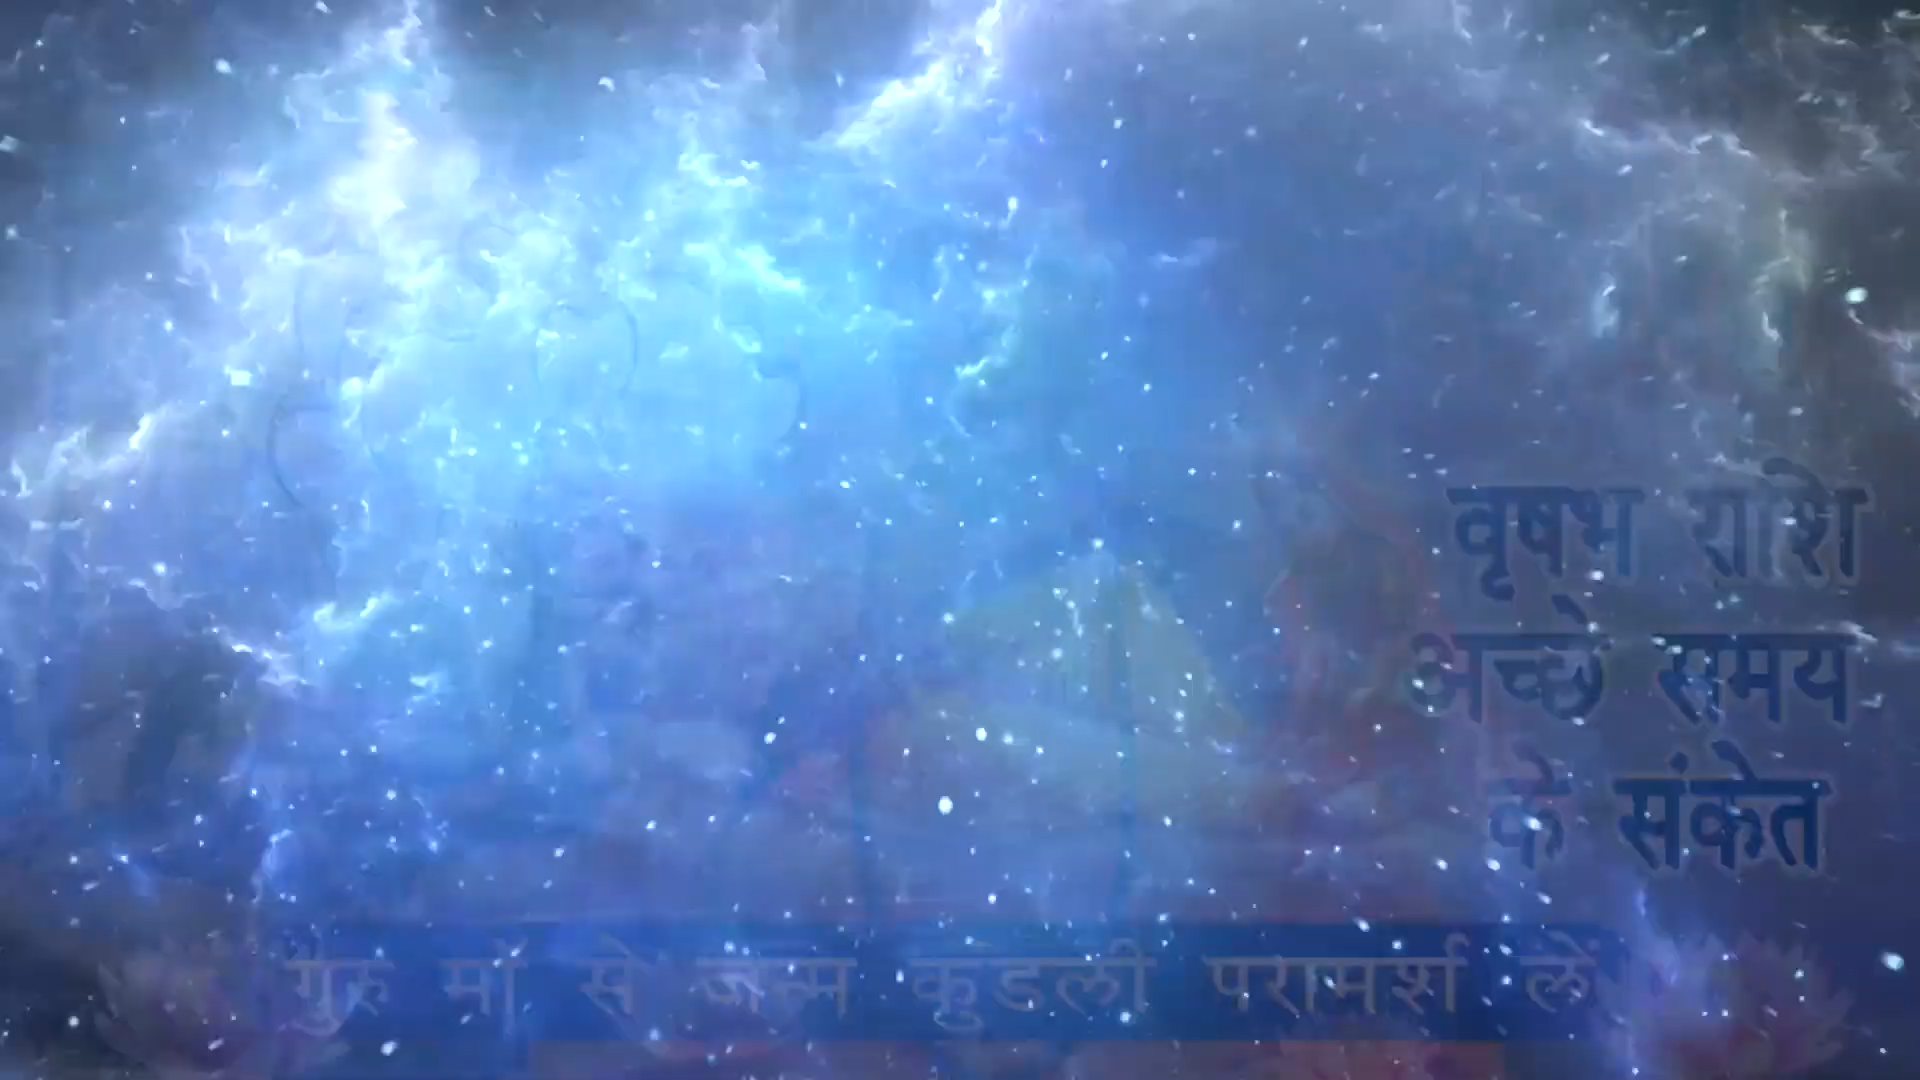 वृषभ राशि
अच्छे समय
के संकेत
गुरु माँ से जन्म कुंडली परामर्श लें